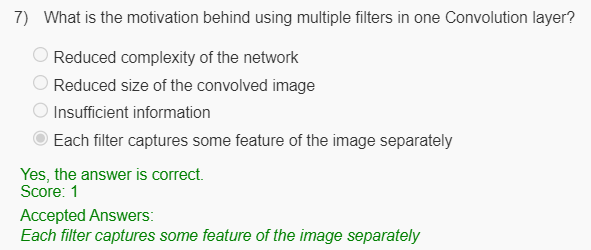 7) What is the motivation behind using multiple filters in one Convolution layer?
Reduced complexity of the network
Reduced size of the convolved image
Insufficient information
Each filter captures some feature of the image separately
Yes, the answer is correct.
Score: 1
Accepted Answers:
Each filter captures some feature of the image separately